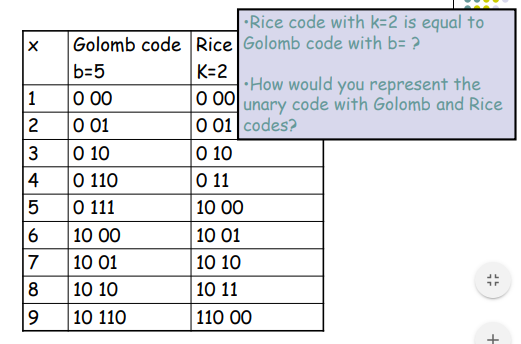 •Rice code with k=2 is equal to
Golomb code with b= ?
•How would you represent the
unary code with Golomb and Rice
codes?
x Golomb code Rice
b=5 K=2
1 0 00 0 00
2 0 01 0 01
3 0 10 0 10
4 0 110 0 11
5 0 111 10 00
6 10 00 10 01
7 10 01 10 10
8 10 10 10 11
9 10 110 110 00